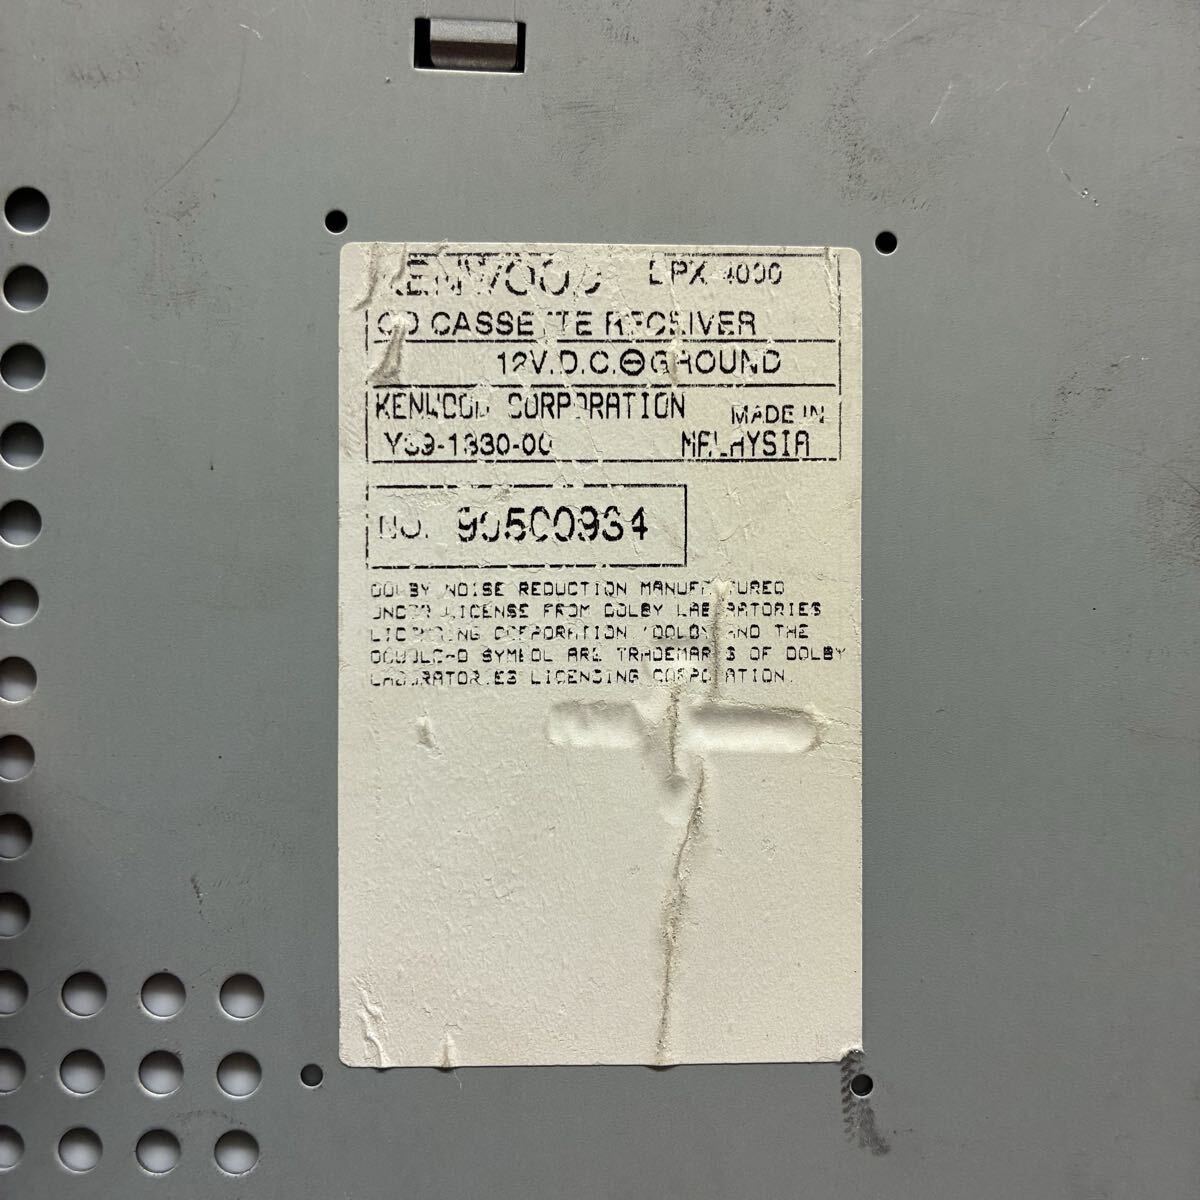 KENWOOD DPX-4000
CD CASSETTE RECEIVER
12V.D.C.⊖GROUND
KENWOOD CORPORATION MADE IN
Y39-1330-00 MALAYSIA
NO. 90500934
DOLBY NOISE REDUCTION MANUFACTURED
UNDER LICENSE FROM DOLBY LABORATORIES
LICENSING CORPORATION. 'DOLBY' AND THE
DOUBLE-D SYMBOL ARE TRADEMARKS OF DOLBY
LABORATORIES LICENSING CORPORATION.